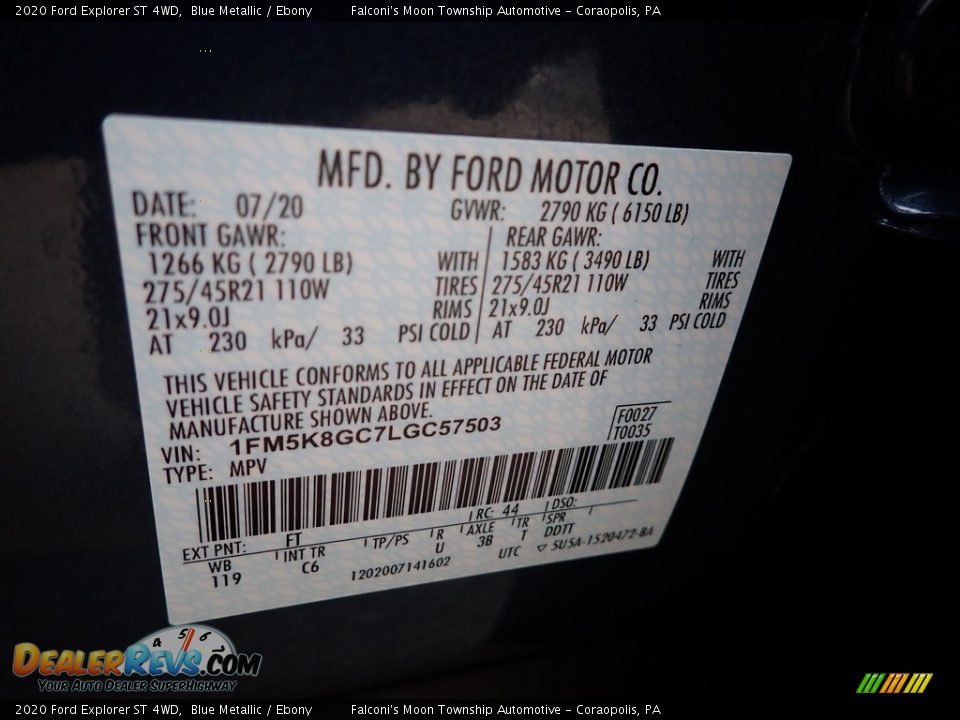 2020 Ford Explorer ST 4WD, Blue Metallic / Ebony Falconi's Moon Township Automotive - Coraopolis, PA
MFD. BY FORD MOTOR CO.
DATE: 07/20 GVWR: 2790 KG ( 6150 LB)
FRONT GAWR: REAR GAWR:
1266 KG ( 2790 LB) WITH 1583 KG ( 3490 LB) WITH
275/45R21 110W TIRES 275/45R21 110W TIRES
21x9.0J RIMS 21x9.0J RIMS
AT 230 kPa/ 33 PSI COLD AT 230 kPa/ 33 PSI COLD
THIS VEHICLE CONFORMS TO ALL APPLICABLE FEDERAL MOTOR
VEHICLE SAFETY STANDARDS IN EFFECT ON THE DATE OF
MANUFACTURE SHOWN ABOVE.
F0027
T0035
VIN: 1FM5K8GC7LGC57503
TYPE: MPV
EXT PNT: FT RC: 44 DSO:
WB INT TR TP/PS R AXLE TR SPR
119 C6 U 3B T DDTT
1202007141602 UTC ▽ 5U5A-1520472-BA
4 5 6
DEALERREVS.COM
YOUR AUTO DEALER SUPERHIGHWAY
2020 Ford Explorer ST 4WD, Blue Metallic / Ebony Falconi's Moon Township Automotive - Coraopolis, PA